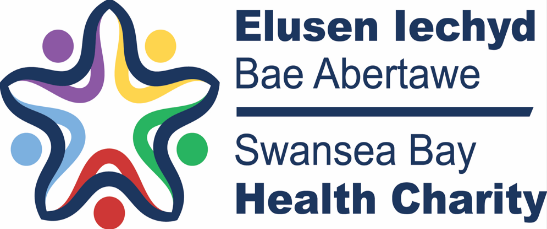 Elusen Iechyd
Bae Abertawe
Swansea Bay
Health Charity